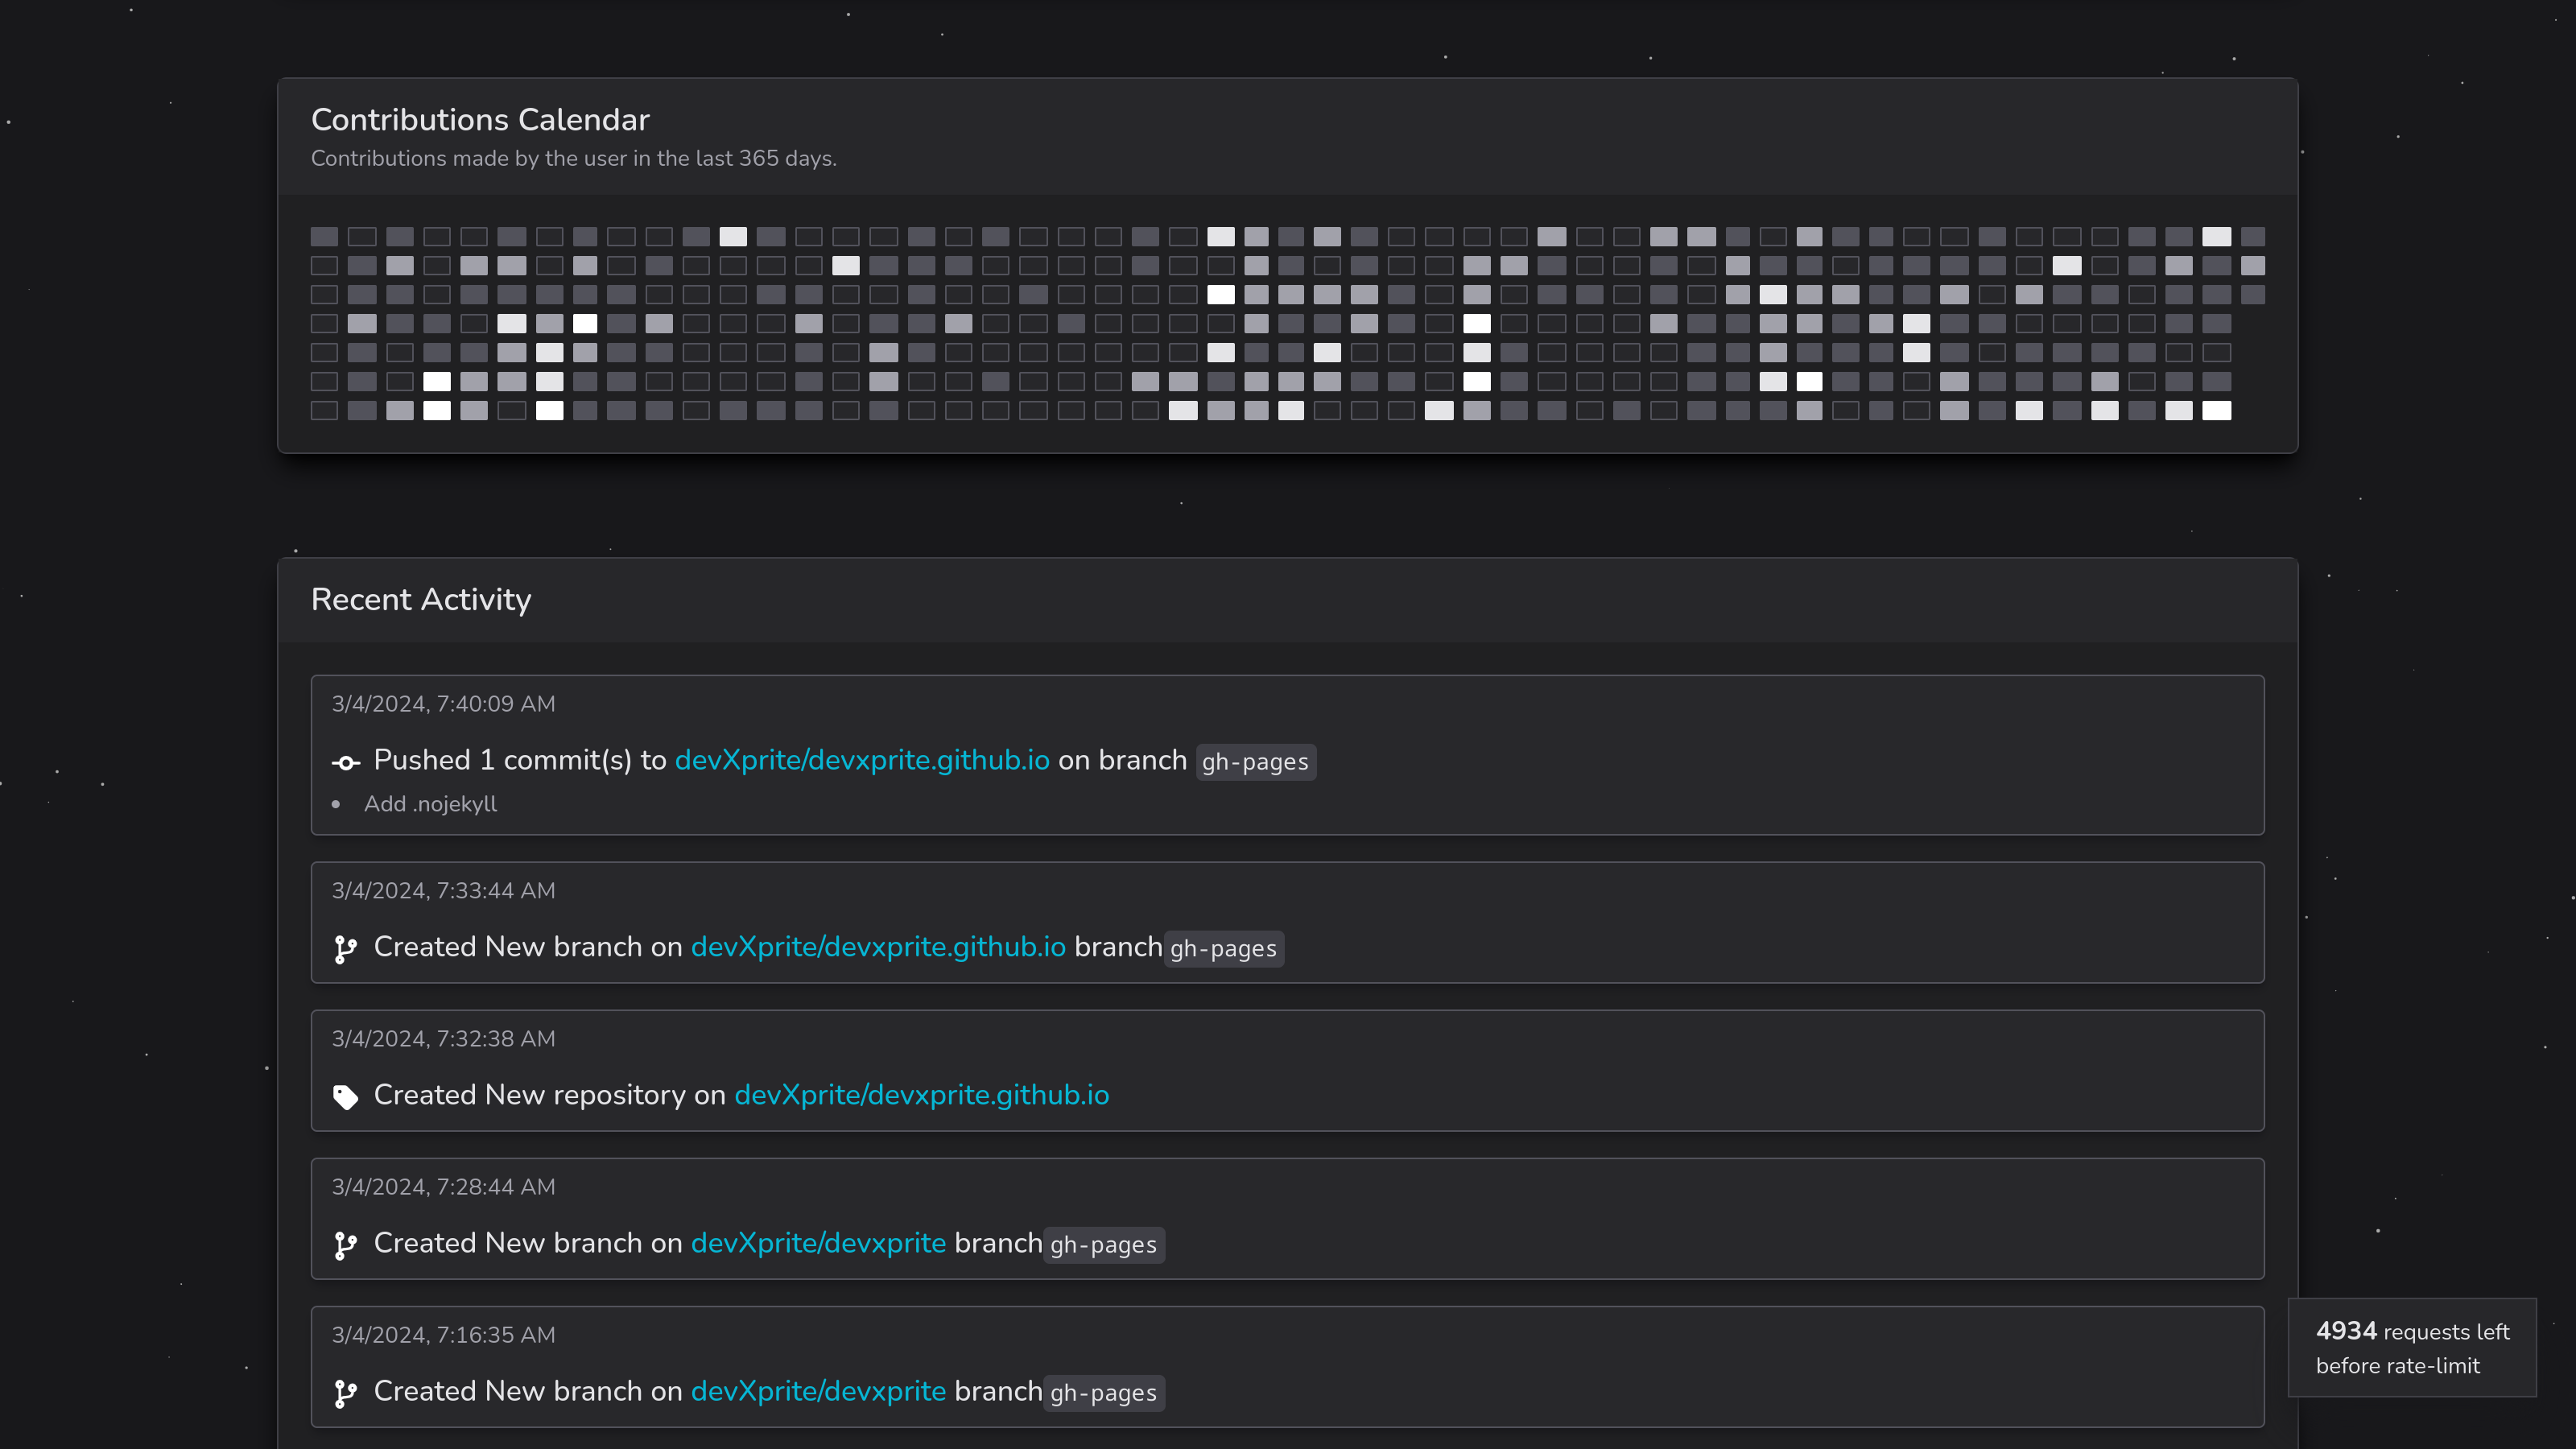 Contributions Calendar
Contributions made by the user in the last 365 days.
Recent Activity
3/4/2024, 7:40:09 AM
Pushed 1 commit(s) to devXprite/devxprite.github.io on branch gh-pages
• Add .nojekyll
3/4/2024, 7:33:44 AM
Created New branch on devXprite/devxprite.github.io branch gh-pages
3/4/2024, 7:32:38 AM
Created New repository on devXprite/devxprite.github.io
3/4/2024, 7:28:44 AM
Created New branch on devXprite/devxprite branch gh-pages
3/4/2024, 7:16:35 AM
Created New branch on devXprite/devxprite branch gh-pages
4934 requests left
before rate-limit